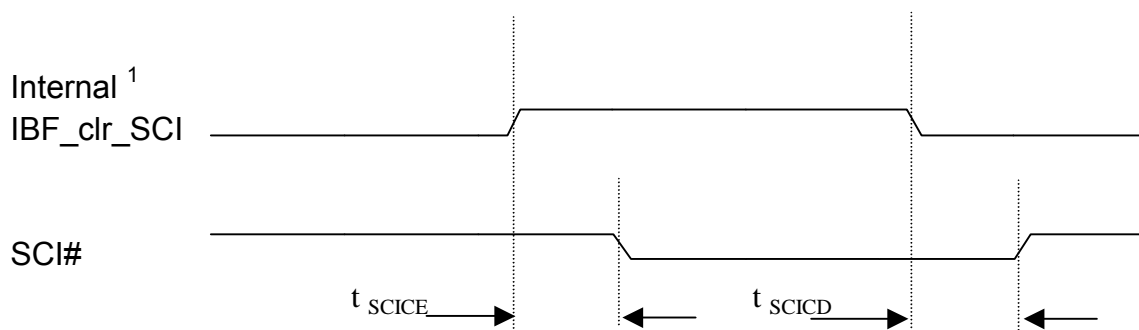 Internal 1
IBF_clr_SCI
SCI#
t SCICE
t SCICD